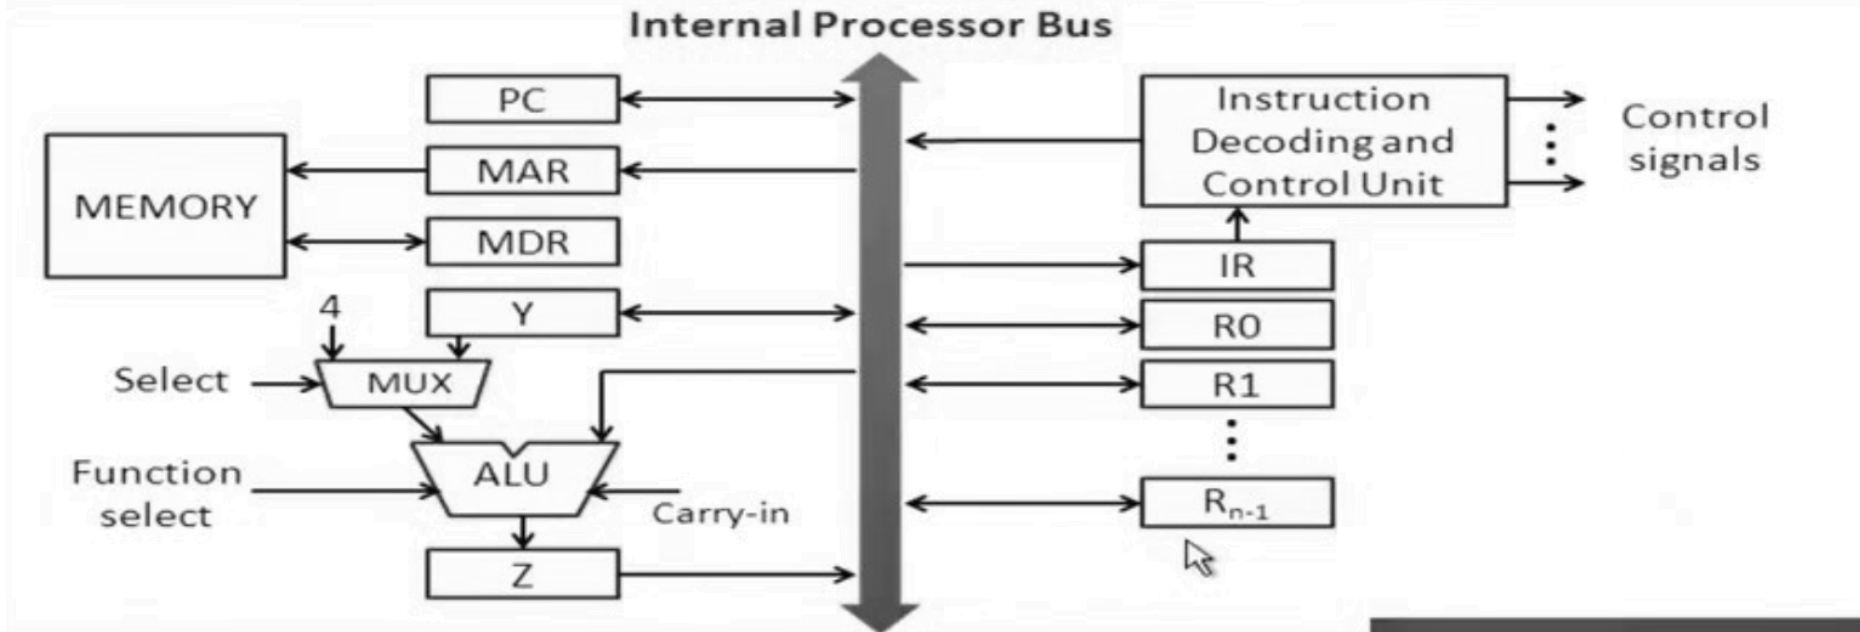 Internal Processor Bus
PC
MAR
MEMORY
MDR
4
Y
Select
MUX
Function
select
ALU
Carry-in
Z
Instruction
Decoding and
Control Unit
Control
signals
IR
R0
R1
Rn-1